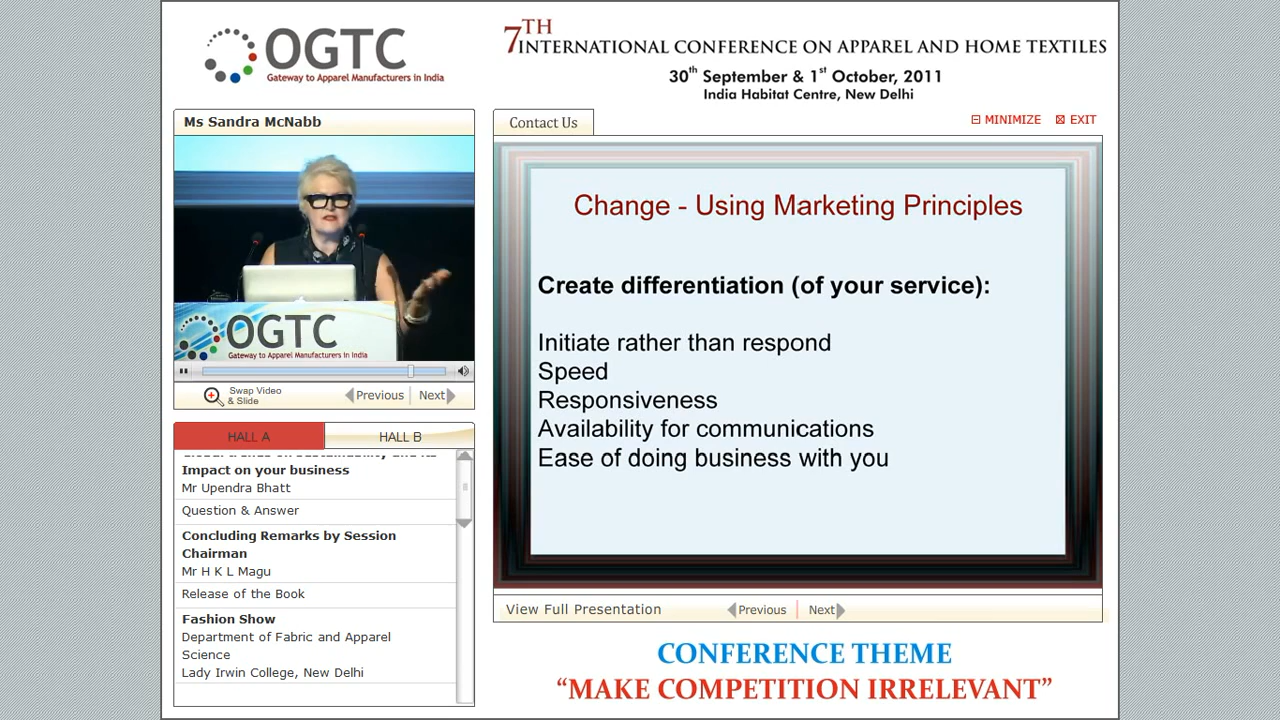 OGTC
Gateway to Apparel Manufacturers in India
7TH
INTERNATIONAL CONFERENCE ON APPAREL AND HOME TEXTILES
30th September & 1st October, 2011
India Habitat Centre, New Delhi
Ms Sandra McNabb
OGTC
Gateway to Apparel Manufacturers in India
Swap Video
& Slide
Previous
Next
HALL A
HALL B
Impact on your business
Mr Upendra Bhatt
Question & Answer
Concluding Remarks by Session
Chairman
Mr H K L Magu
Release of the Book
Fashion Show
Department of Fabric and Apparel
Science
Lady Irwin College, New Delhi
Contact Us
MINIMIZE
EXIT
Change - Using Marketing Principles
Create differentiation (of your service):
Initiate rather than respond
Speed
Responsiveness
Availability for communications
Ease of doing business with you
View Full Presentation
Previous
Next
CONFERENCE THEME
“MAKE COMPETITION IRRELEVANT”